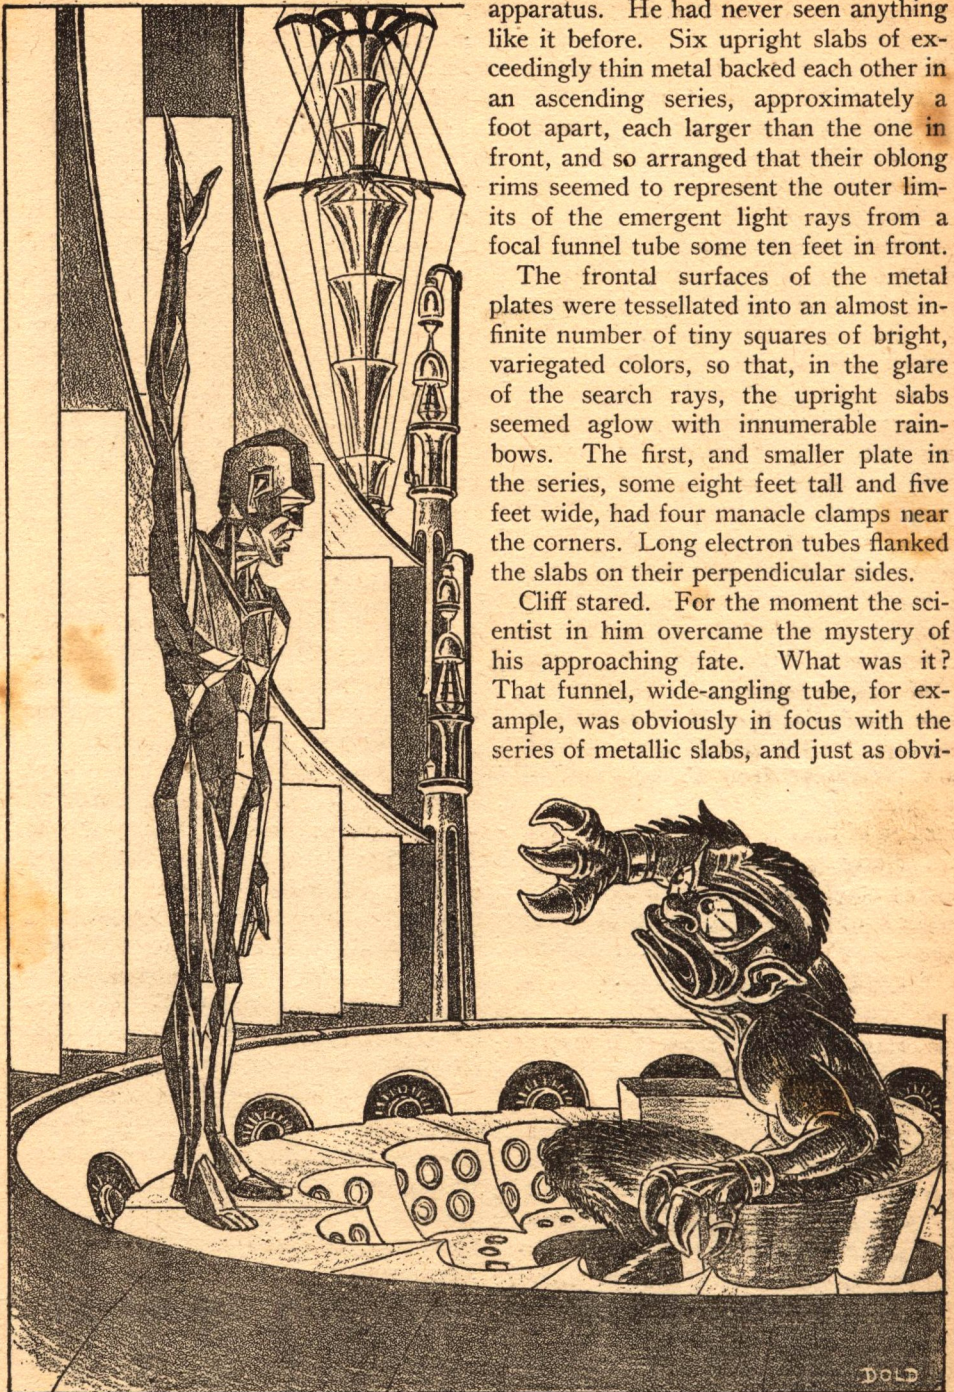 apparatus. He had never seen anything
like it before. Six upright slabs of ex-
ceedingly thin metal backed each other in
an ascending series, approximately a
foot apart, each larger than the one in
front, and so arranged that their oblong
rims seemed to represent the outer lim-
its of the emergent light rays from a
focal funnel tube some ten feet in front.
The frontal surfaces of the metal
plates were tessellated into an almost in-
finite number of tiny squares of bright,
variegated colors, so that, in the glare
of the search rays, the upright slabs
seemed aglow with innumerable rain-
bows. The first, and smaller plate in
the series, some eight feet tall and five
feet wide, had four manacle clamps near
the corners. Long electron tubes flanked
the slabs on their perpendicular sides.
Cliff stared. For the moment the sci-
entist in him overcame the mystery of
his approaching fate. What was it?
That funnel, wide-angling tube, for ex-
ample, was obviously in focus with the
series of metallic slabs, and just as obvi-
DOLD